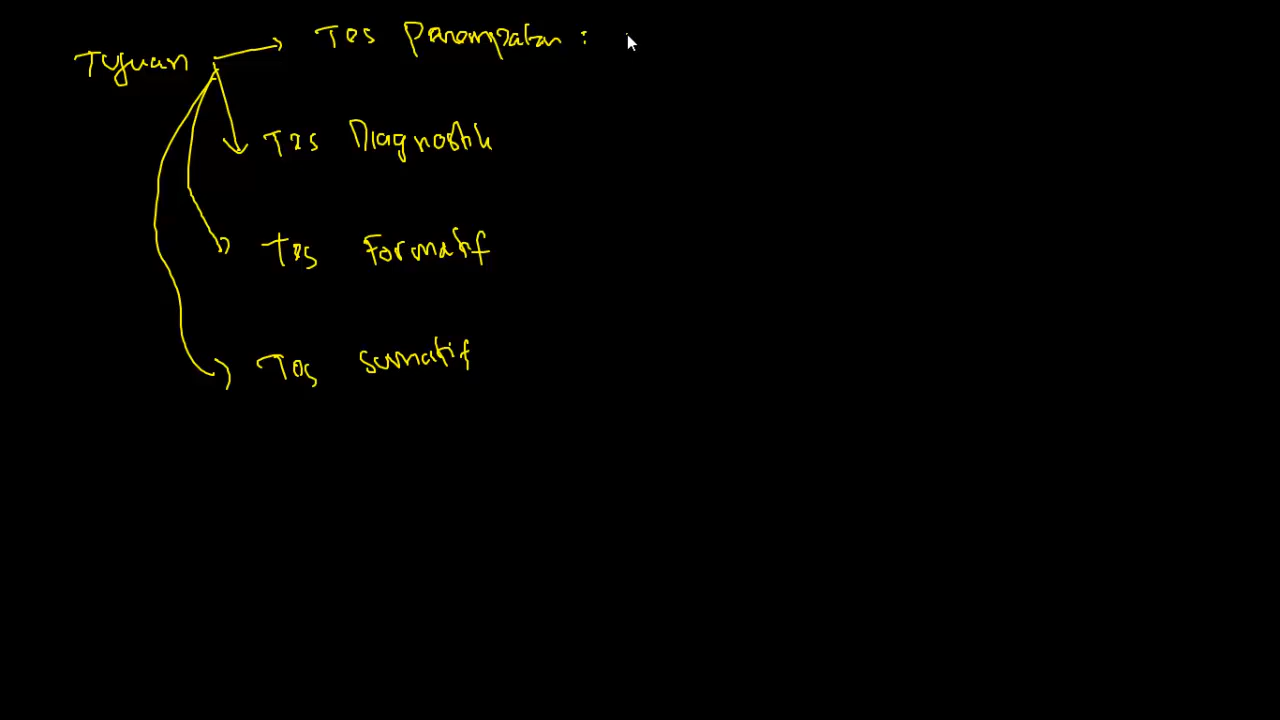 Tujuan
Tes Penempatan :
Tes Diagnostik
Tes Formatif
Tes Sumatif